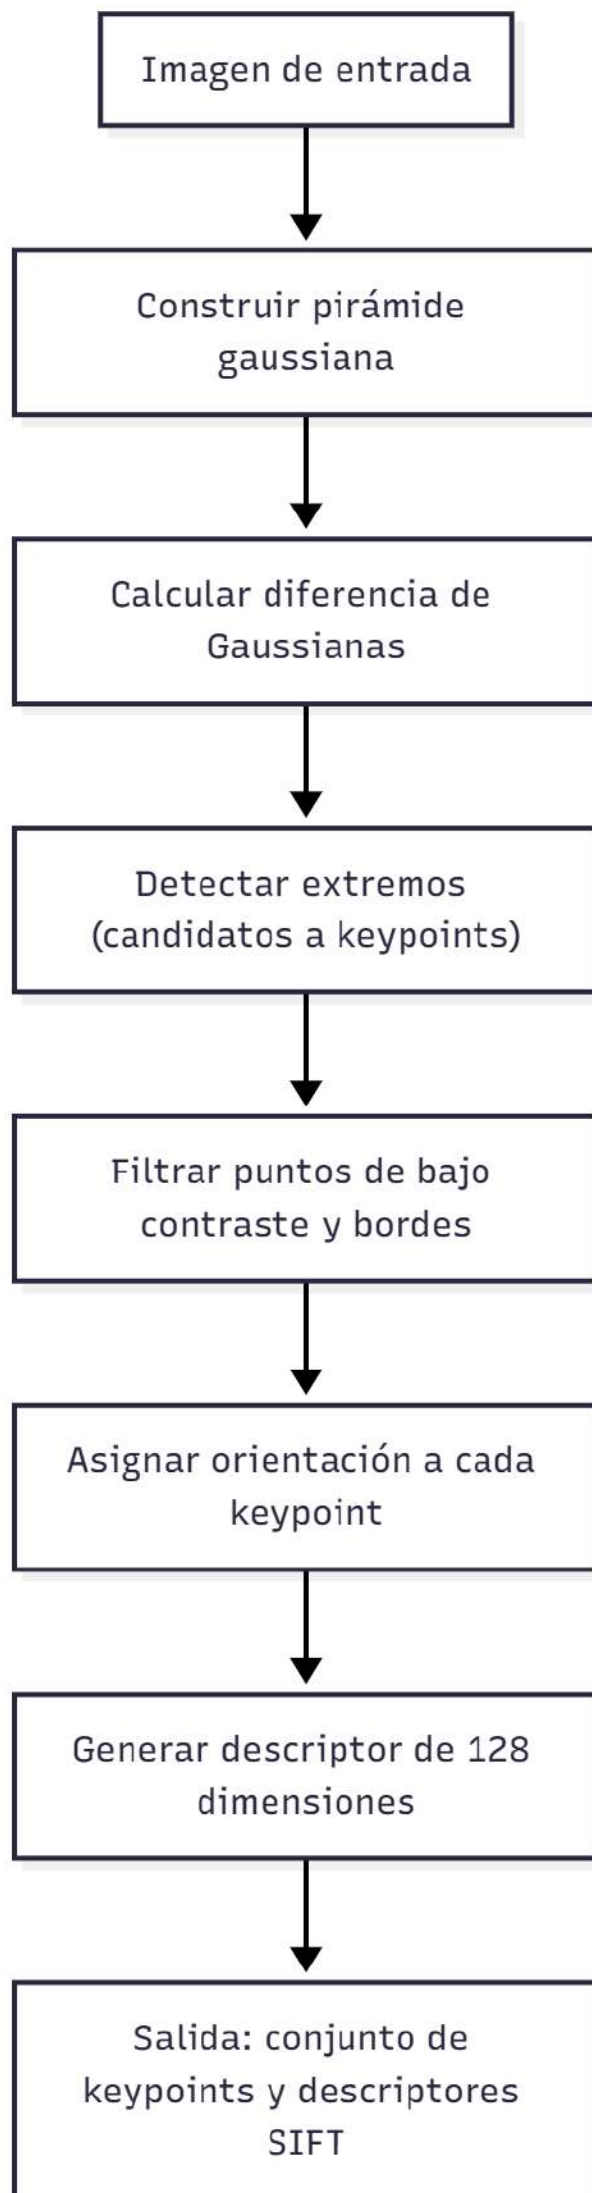 Imagen de entrada
Construir pirámide
gaussiana
Calcular diferencia de
Gaussianas
Detectar extremos
(candidatos a keypoints)
Filtrar puntos de bajo
contraste y bordes
Asignar orientación a cada
keypoint
Generar descriptor de 128
dimensiones
Salida: conjunto de
keypoints y descriptores
SIFT